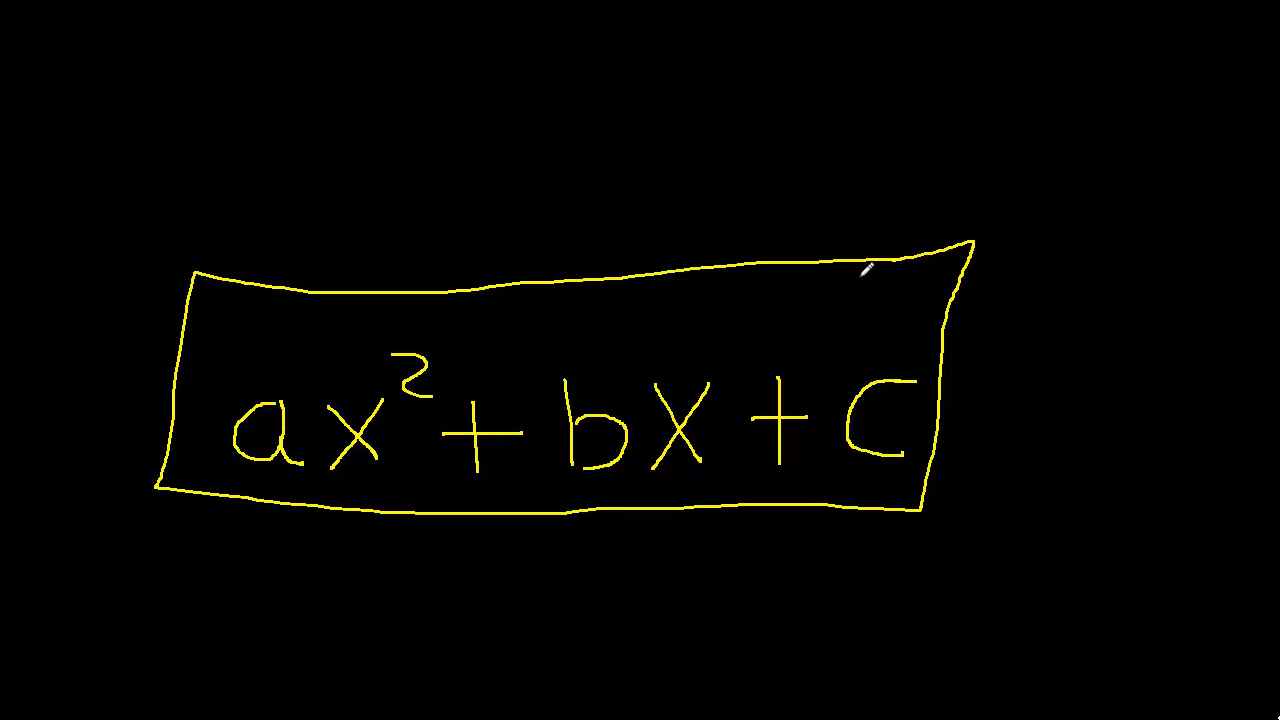 ax² + bx + c